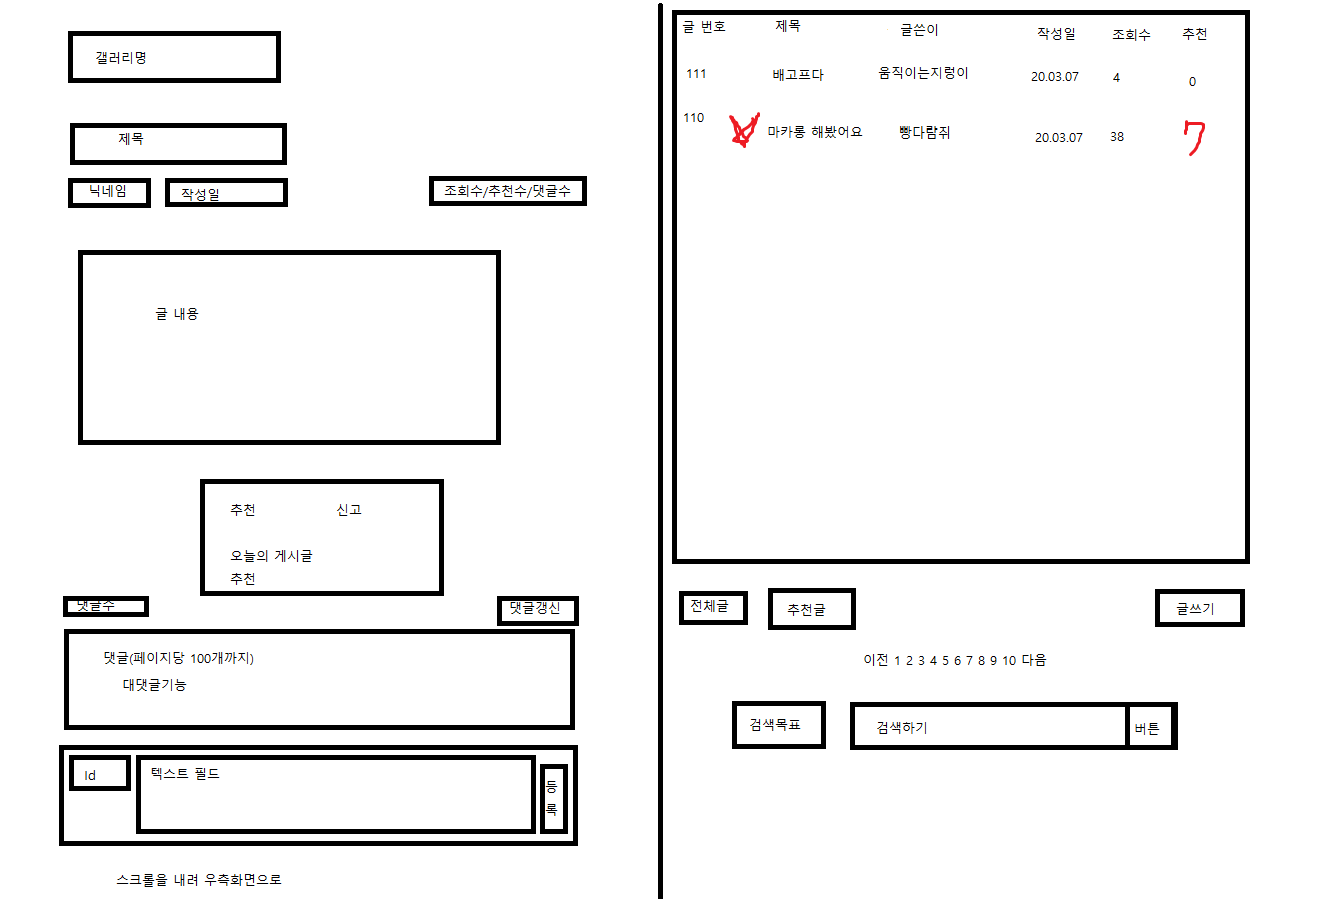 갤러리명
제목
닉네임 작성일 조회수/추천수/댓글수
글 내용
추천 신고
오늘의 게시글
추천
댓글수 댓글갱신
댓글(페이지당 100개까지)
대댓글기능
Id 텍스트 필드 등
록
스크롤을 내려 우측화면으로
글 번호 제목 글쓴이 작성일 조회수 추천
111 배고프다 움직이는지렁이 20.03.07 4 0
110 마카롱 해봤어요 빵다람쥐 20.03.07 38 7
전체글 추천글 글쓰기
이전 1 2 3 4 5 6 7 8 9 10 다음
검색목표 검색하기 버튼